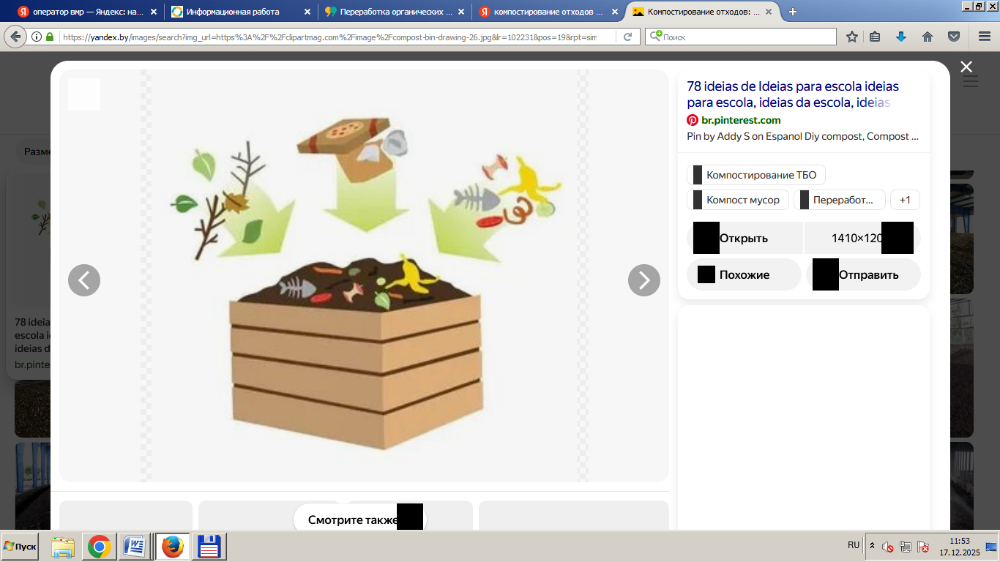 оператор вмр — Яндекс: на...
Информационная работа
Переработка органических ...
компостирование отходов ...
Компостирование отходов: ...
https://yandex.by/images/search?img_url=https%3A%2F%2Fclipartmag.com%2Fimage%2Fcompost-bin-drawing-26.jpg&lr=102231&pos=19&rpt=sim
Поиск
Разме
78 ideias de Ideias para escola ideias
para escola, ideias da escola, ideias
br.pinterest.com
Pin by Addy S on Espanol Diy compost, Compost ...
Компостирование ТБО
Компост мусор
Переработ...
+1
Открыть
1410×120
Похожие
Отправить
78 ideia
escola i
ideias d
br.pinte
Смотрите также
Пуск
RU
11:53
17.12.2025